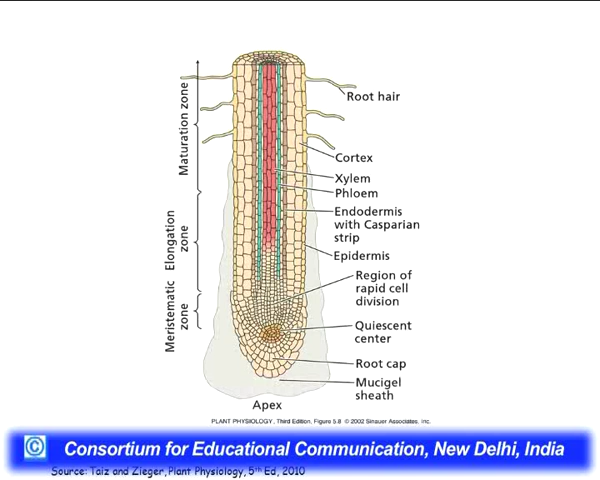 Maturation zone
Elongation
zone
Meristematic
zone
Root hair
Cortex
Xylem
Phloem
Endodermis
with Casparian
strip
Epidermis
Region of
rapid cell
division
Quiescent
center
Root cap
Mucigel
sheath
Apex
PLANT PHYSIOLOGY, Third Edition, Figure 5.8 © 2002 Sinauer Associates, Inc.
© Consortium for Educational Communication, New Delhi, India
Source: Taiz and Zieger, Plant Physiology, 5th Ed, 2010